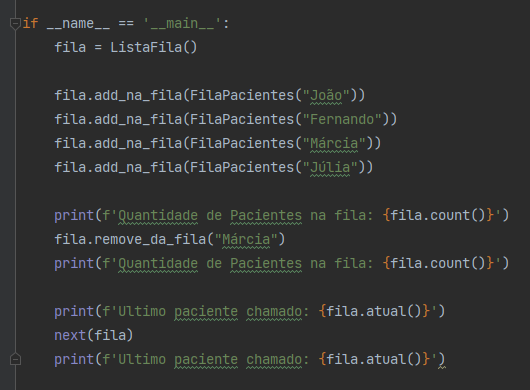 if __name__ == '__main__':
    fila = ListaFila()

    fila.add_na_fila(FilaPacientes("João"))
    fila.add_na_fila(FilaPacientes("Fernando"))
    fila.add_na_fila(FilaPacientes("Márcia"))
    fila.add_na_fila(FilaPacientes("Júlia"))

    print(f'Quantidade de Pacientes na fila: {fila.count()}')
    fila.remove_da_fila("Márcia")
    print(f'Quantidade de Pacientes na fila: {fila.count()}')

    print(f'Ultimo paciente chamado: {fila.atual()}')
    next(fila)
    print(f'Ultimo paciente chamado: {fila.atual()}')